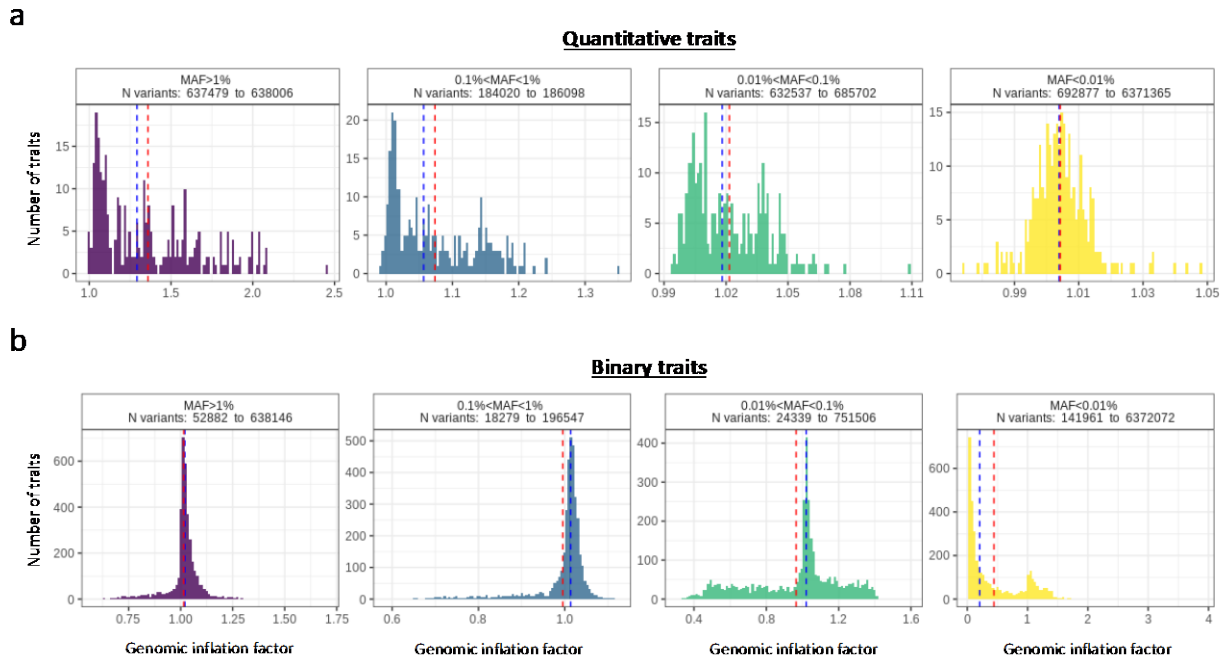 a
Quantitative traits
MAF>1%
N variants: 637479 to 638006
0.1%<MAF<1%
N variants: 184020 to 186098
0.01%<MAF<0.1%
N variants: 632537 to 685702
MAF<0.01%
N variants: 692877 to 6371365
Number of traits
15
10
5
0
1.0 1.5 2.0 2.5
20
15
10
5
0
1.0 1.1 1.2 1.3
15
10
5
0
0.99 1.02 1.05 1.08 1.11
15
10
5
0
0.99 1.01 1.03 1.05
b
Binary traits
MAF>1%
N variants: 52882 to 638146
0.1%<MAF<1%
N variants: 18279 to 196547
0.01%<MAF<0.1%
N variants: 24339 to 751506
MAF<0.01%
N variants: 141961 to 6372072
Number of traits
600
400
200
0
0.75 1.00 1.25 1.50 1.75
500
400
300
200
100
0
0.6 0.8 1.0
400
300
200
100
0
0.4 0.8 1.2 1.6
600
400
200
0
0 1 2 3 4
Genomic inflation factor
Genomic inflation factor
Genomic inflation factor
Genomic inflation factor